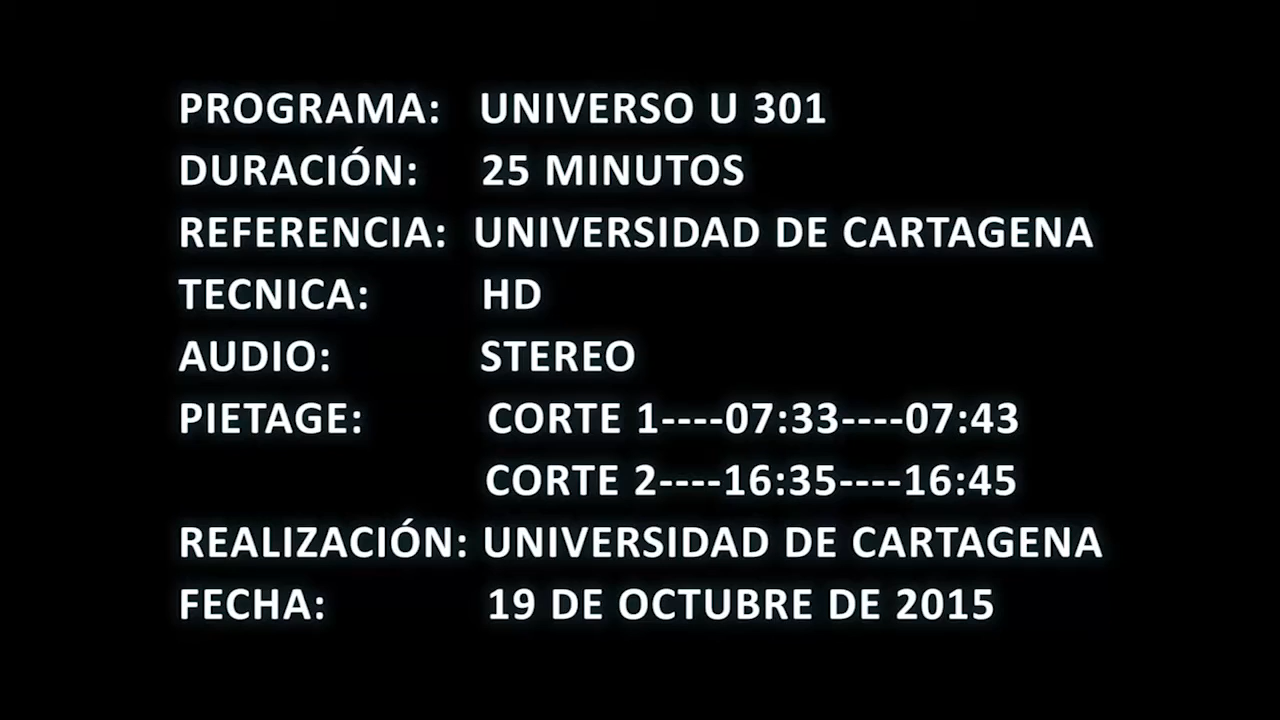 PROGRAMA: UNIVERSO U 301
DURACIÓN: 25 MINUTOS
REFERENCIA: UNIVERSIDAD DE CARTAGENA
TECNICA: HD
AUDIO: STEREO
PIETAGE: CORTE 1----07:33----07:43
CORTE 2----16:35----16:45
REALIZACIÓN: UNIVERSIDAD DE CARTAGENA
FECHA: 19 DE OCTUBRE DE 2015